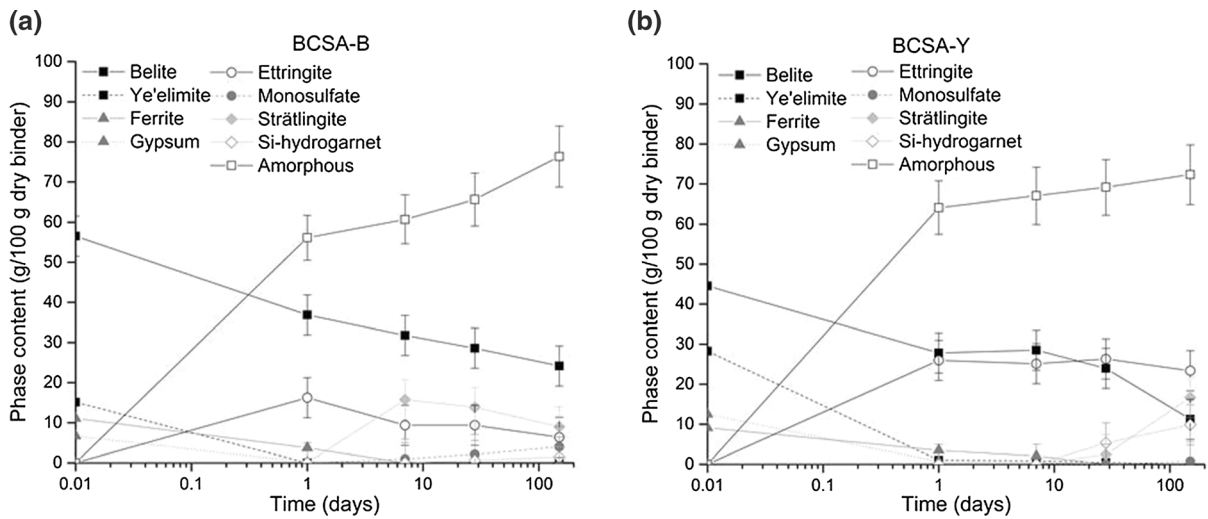 (a)
BCSA-B
Belite
Ye'elimite
Ferrite
Gypsum
Ettringite
Monosulfate
Strätlingite
Si-hydrogarnet
Amorphous
Phase content (g/100 g dry binder)
100
90
80
70
60
50
40
30
20
10
0
0.01
0.1
1
10
100
Time (days)
(b)
BCSA-Y
Belite
Ye'elimite
Ferrite
Gypsum
Ettringite
Monosulfate
Strätlingite
Si-hydrogarnet
Amorphous
Phase content (g/100 g dry binder)
100
90
80
70
60
50
40
30
20
10
0
0.01
0.1
1
10
100
Time (days)